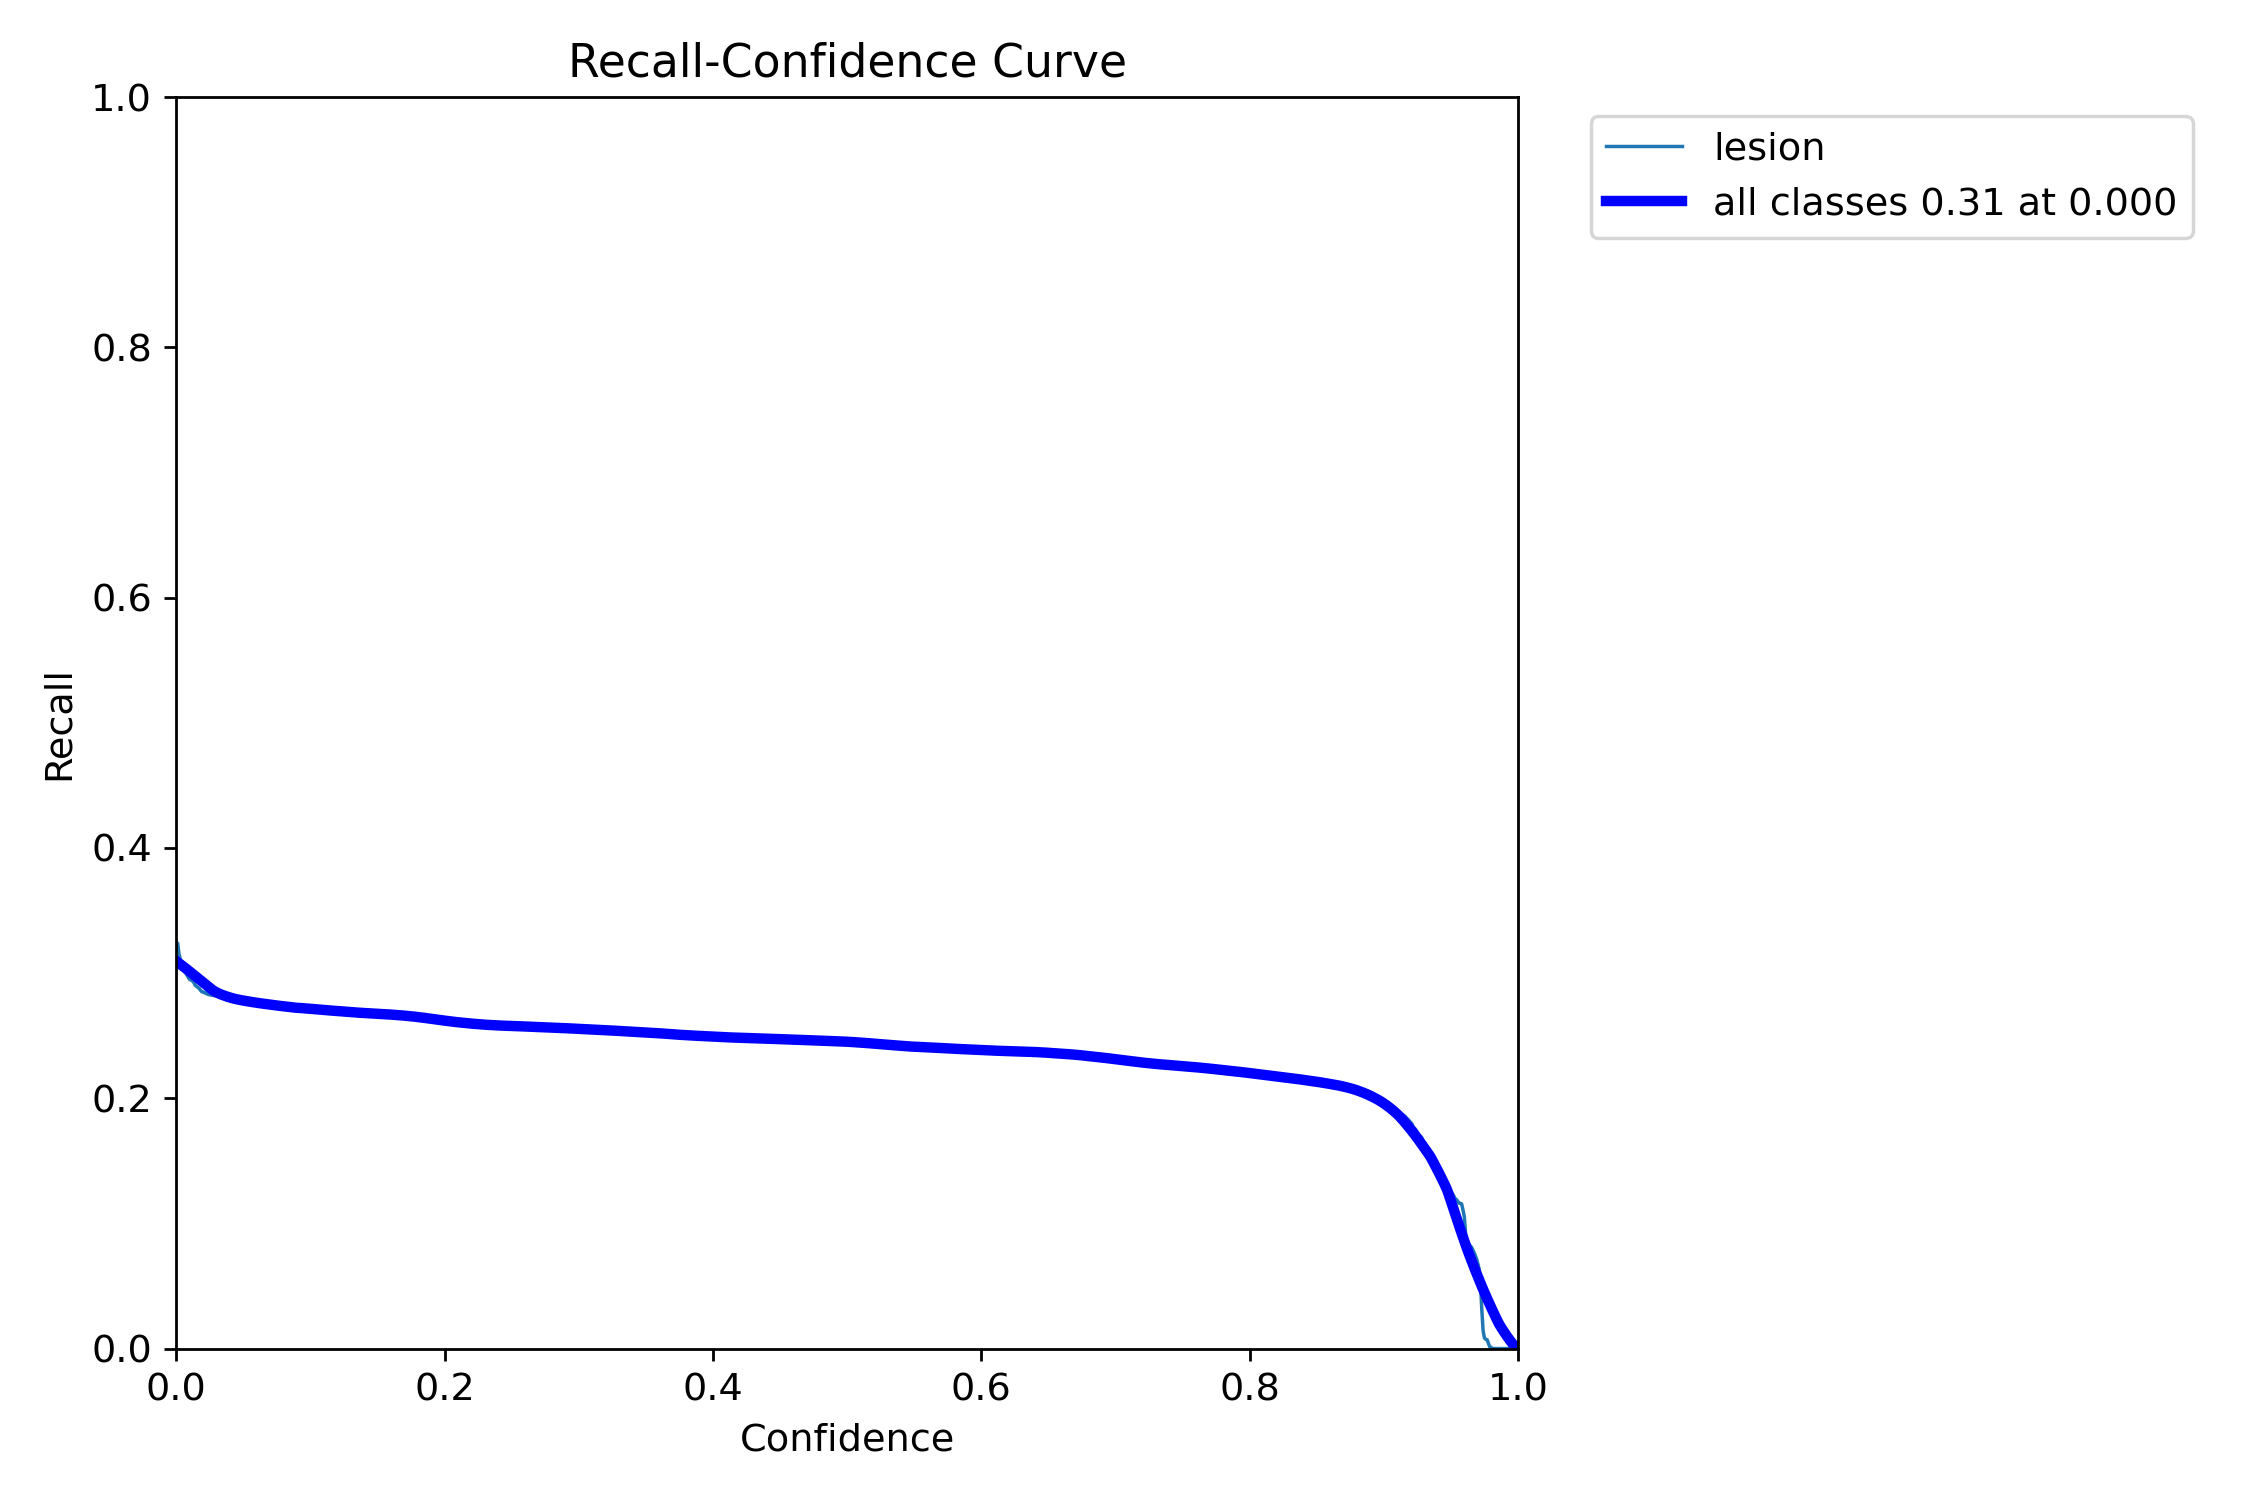 Recall-Confidence Curve
1.0
0.8
0.6
0.4
0.2
0.0
Recall
0.0 0.2 0.4 0.6 0.8 1.0
Confidence
lesion
all classes 0.31 at 0.000